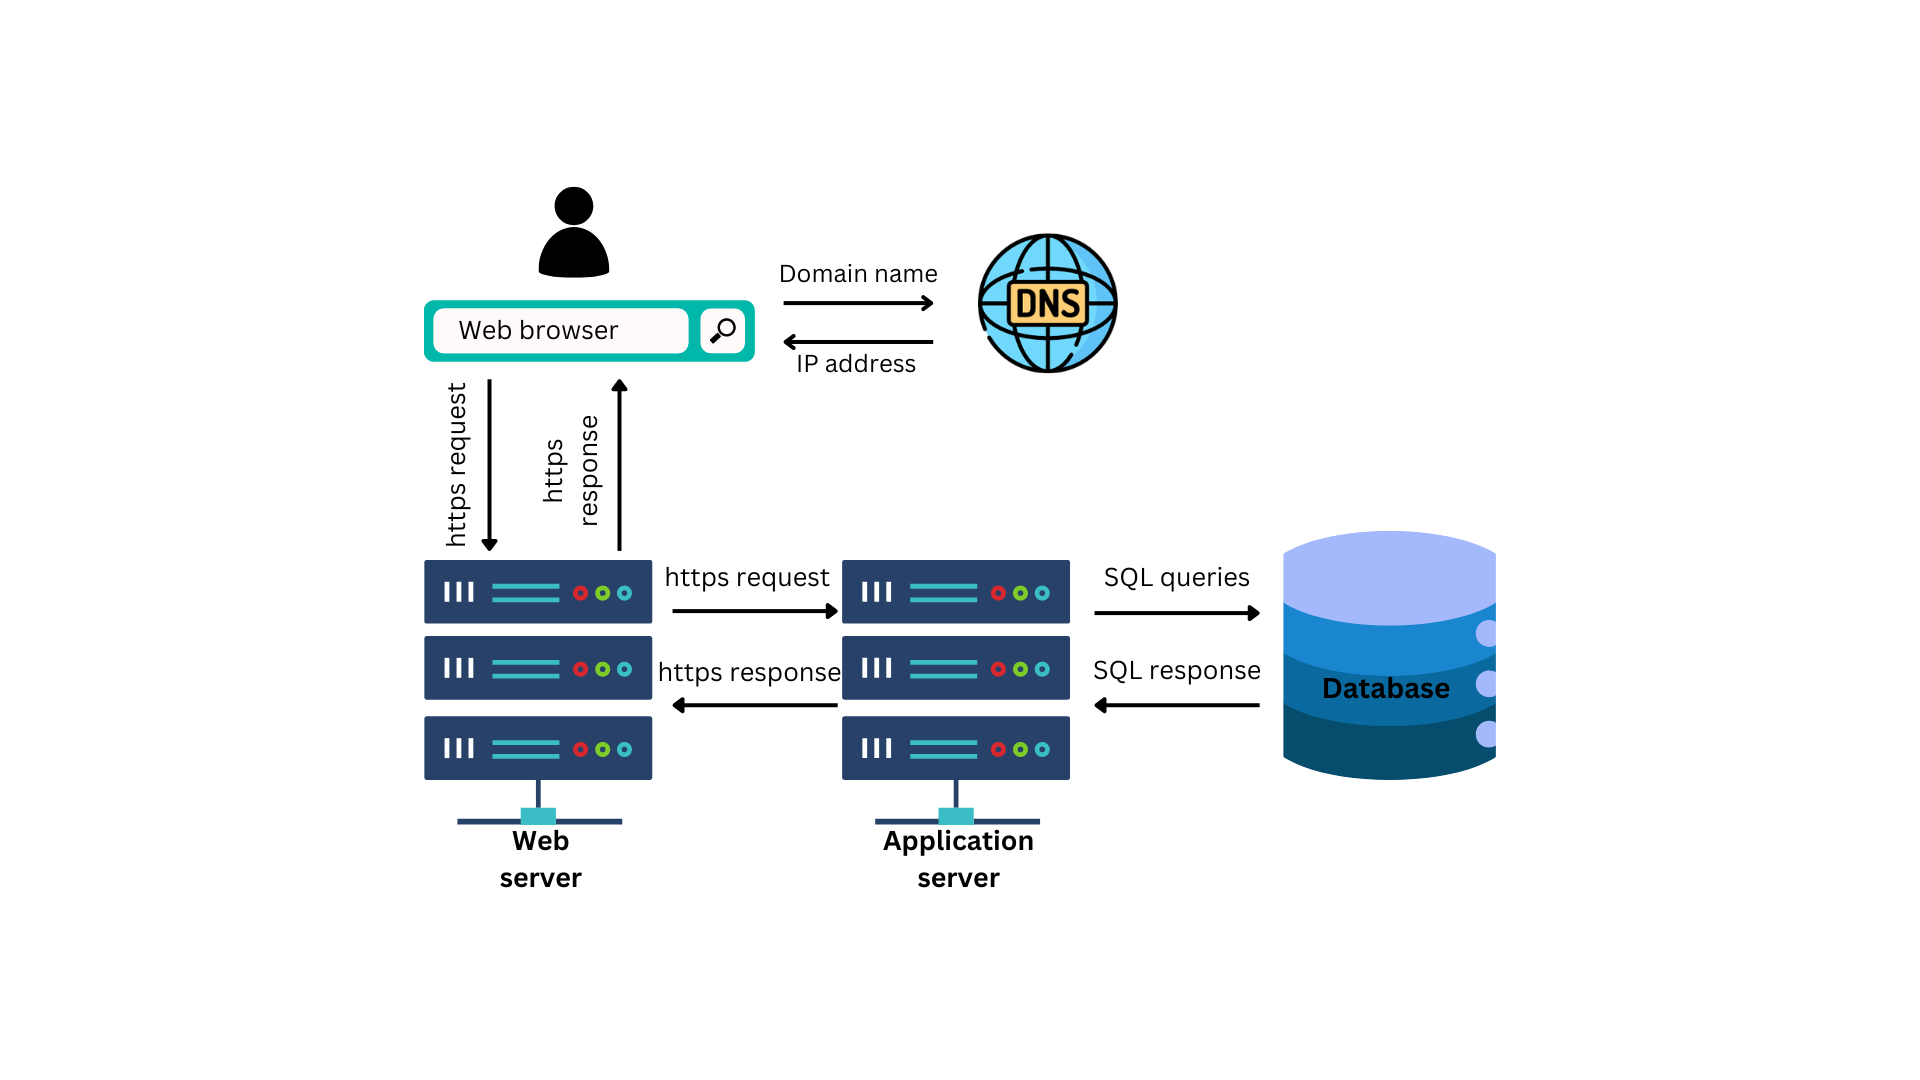 Domain name
DNS
Web browser
IP address
https request
https
response
https request
SQL queries
https response
SQL response
Database
Web
server
Application
server